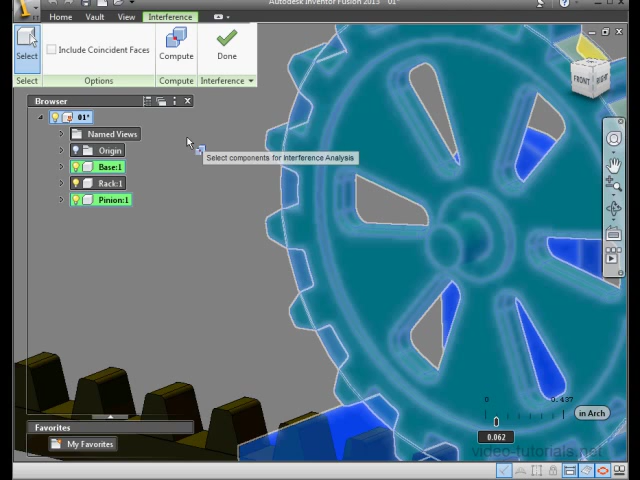 Autodesk Inventor Fusion 2013 01*
Home Vault View Interference
Select
Include Coincident Faces
Compute
Done
Select Options Compute Interference
Browser
01*
Named Views
Origin
Base:1
Rack:1
Pinion:1
Select components for Interference Analysis
FRONT RIGHT
0 0.437
in Arch
0.062
Favorites
My Favorites
video-tutorials.net